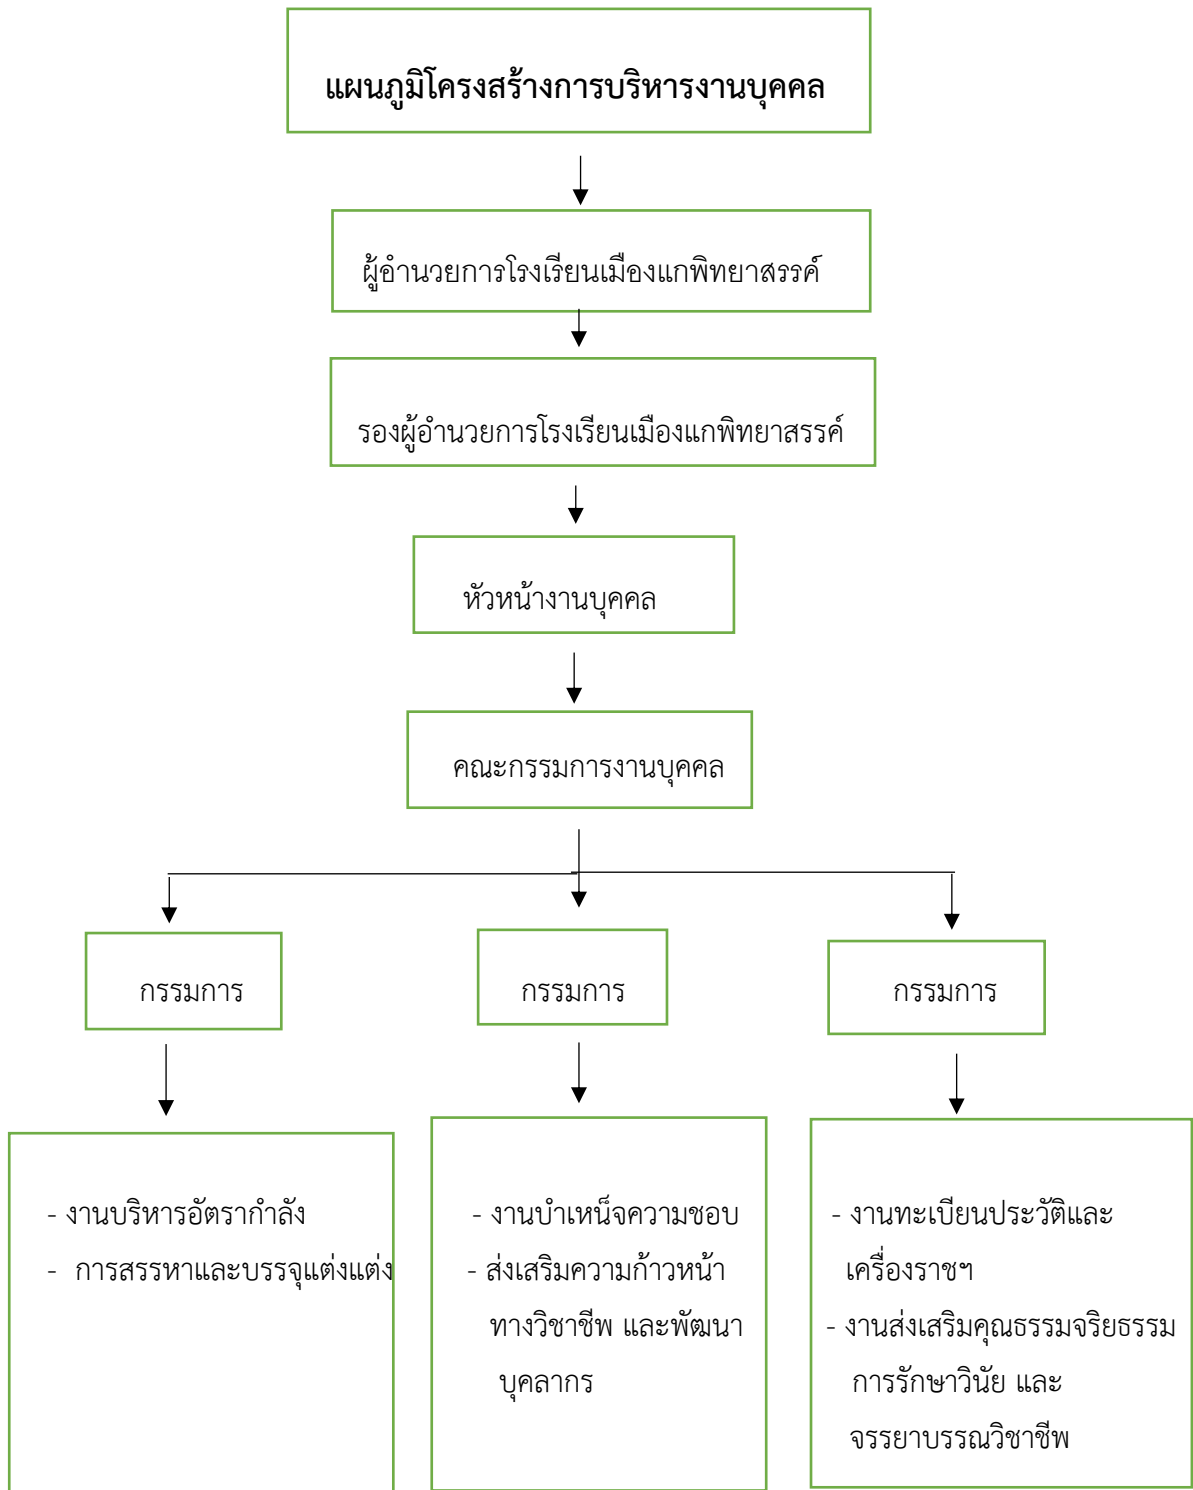 แผนภูมิโครงสร้างการบริหารงานบุคคล
ผู้อำนวยการโรงเรียนเมืองแกพิทยาสรรค์
รองผู้อำนวยการโรงเรียนเมืองแกพิทยาสรรค์
หัวหน้างานบุคคล
คณะกรรมการงานบุคคล
กรรมการ
กรรมการ
กรรมการ
- งานบริหารอัตรากำลัง
- การสรรหาและบรรจุแต่งแต่ง
- งานบำเหน็จความชอบ
- ส่งเสริมความก้าวหน้า
ทางวิชาชีพ และพัฒนา
บุคลากร
- งานทะเบียนประวัติและ
เครื่องราชฯ
- งานส่งเสริมคุณธรรมจริยธรรม
การรักษาวินัย และ
จรรยาบรรณวิชาชีพ